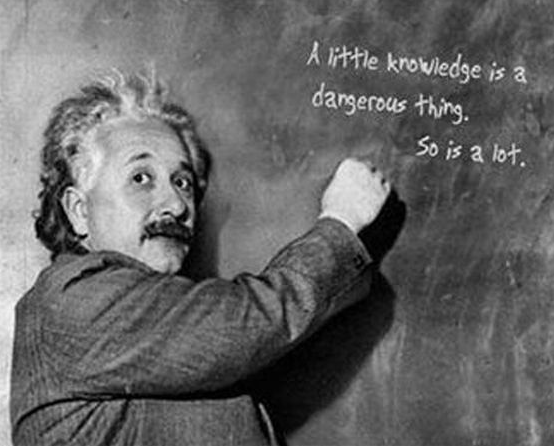 A little knowledge is a
dangerous thing.
So is a lot.